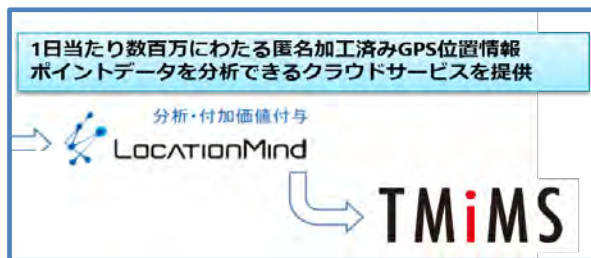 1日当たり数百万にわたる匿名加工済みGPS位置情報
ポイントデータを分析できるクラウドサービスを提供
分析・付加価値付与
LOCATIONMIND
TMiMS